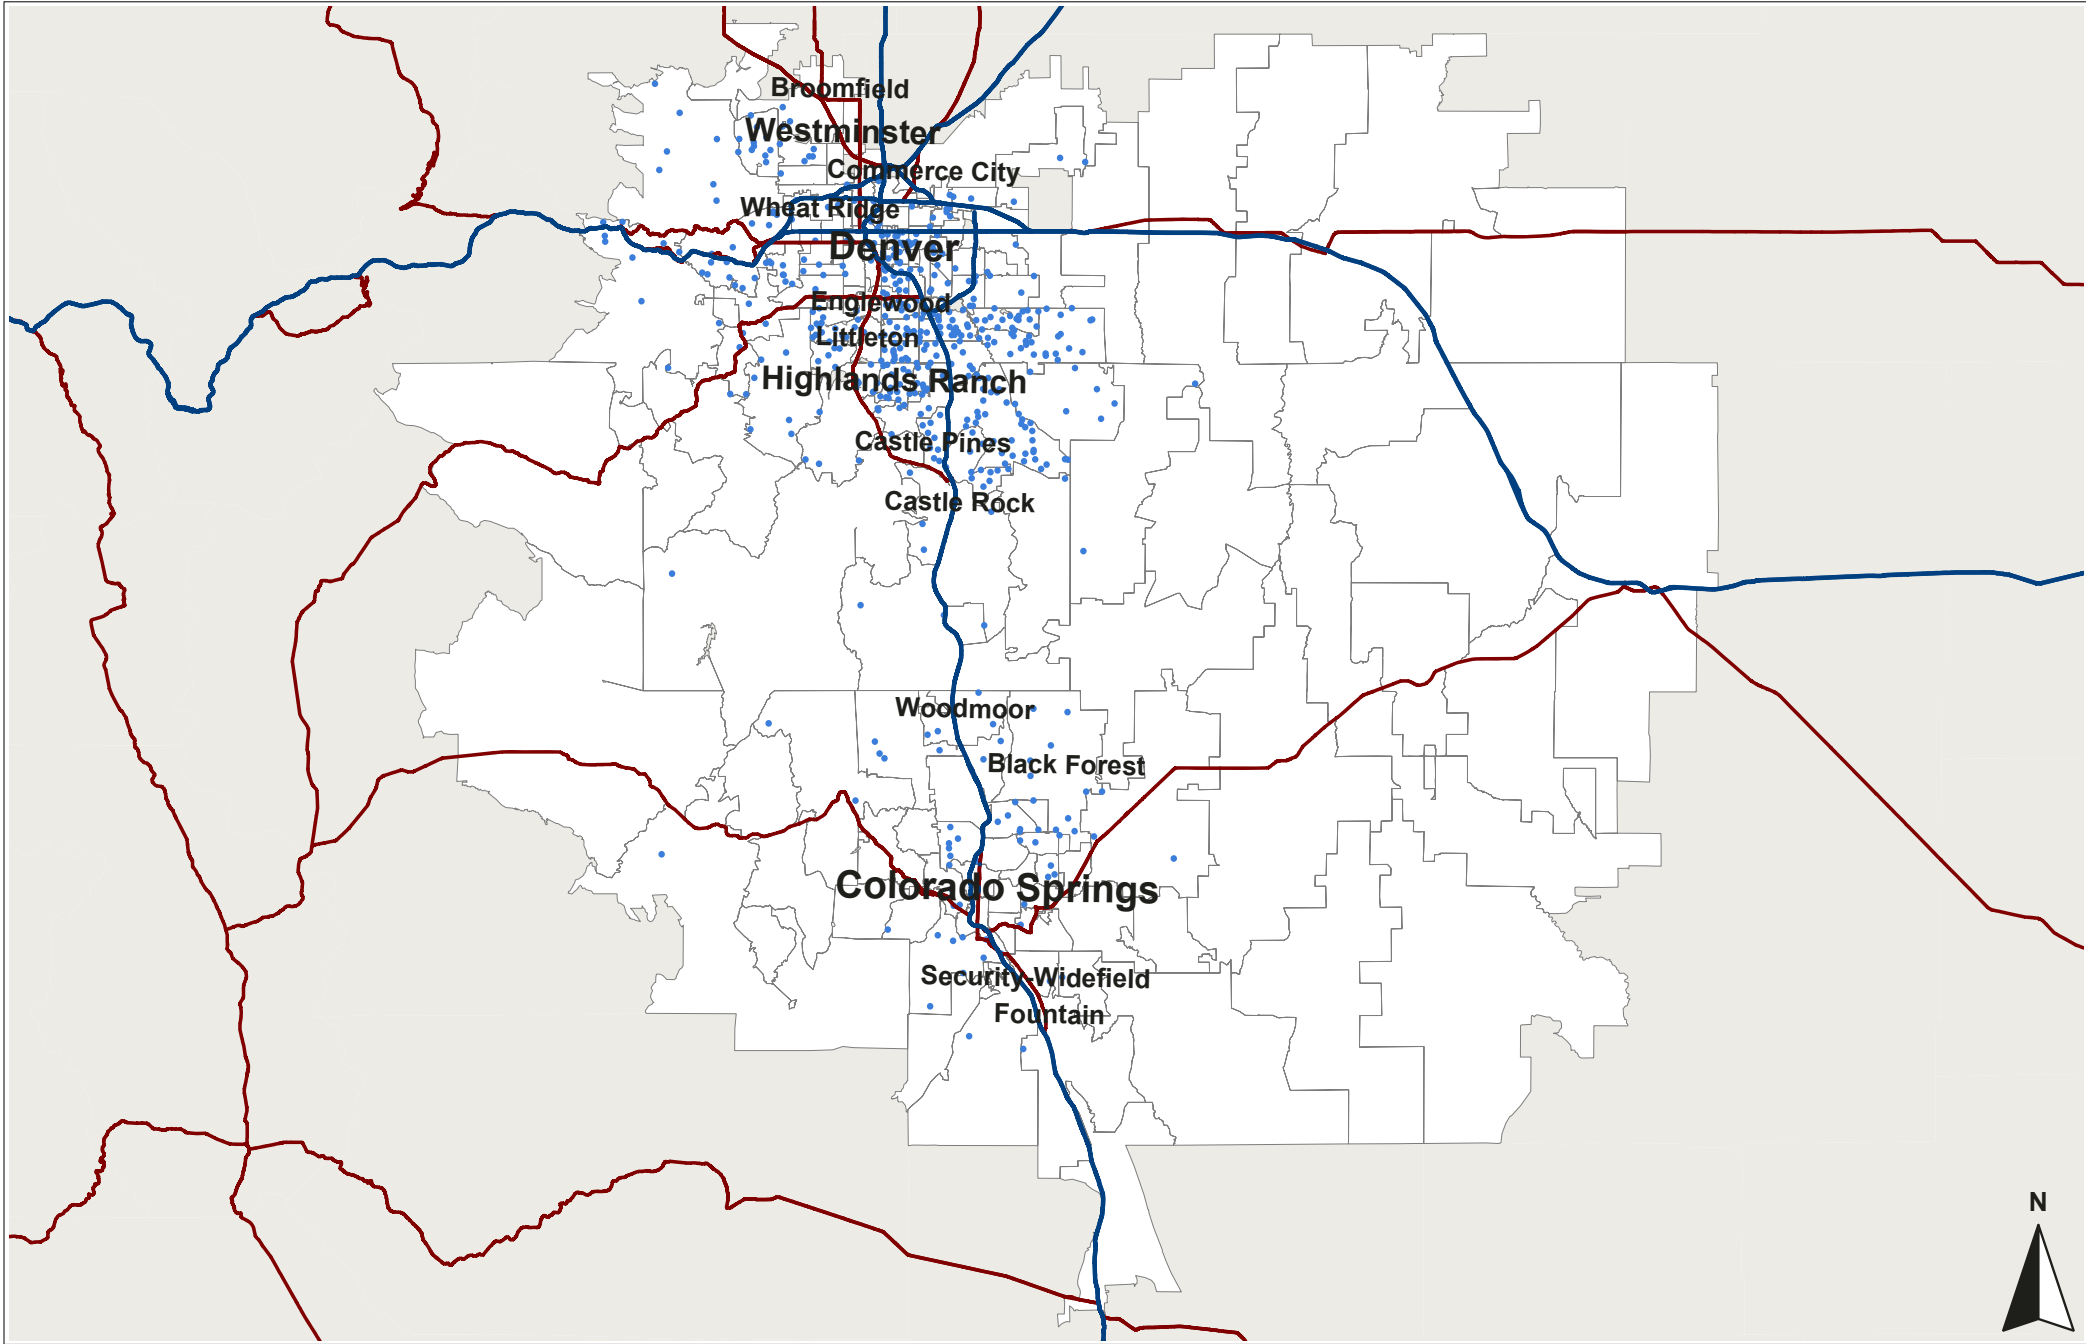 Broomfield
Westminster
Commerce City
Wheat Ridge
Denver
Englewood
Littleton
Highlands Ranch
Castle Pines
Castle Rock
Woodmoor
Black Forest
Colorado Springs
Security-Widefield
Fountain
N